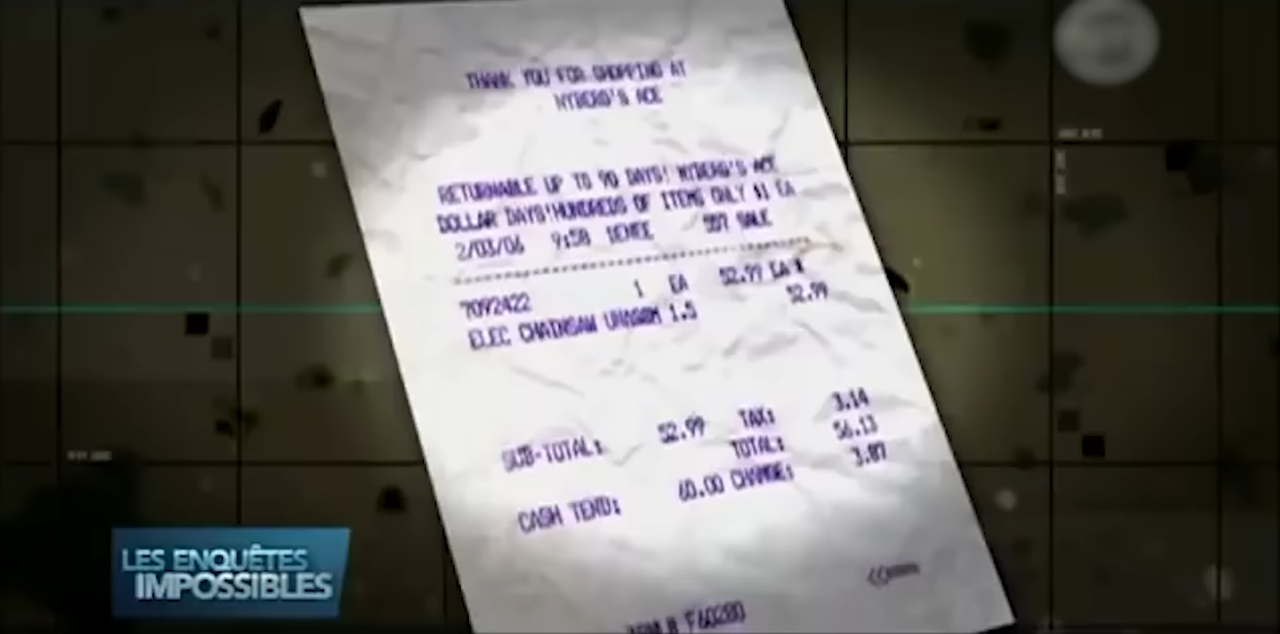 THANK YOU FOR SHOPPING AT
NYBERG'S ACE
RETURNABLE UP TO 90 DAYS! NYBERG'S ACE
DOLLAR DAYS!HUNDREDS OF ITEMS ONLY $1 EA
2/03/06 9:58 DENEE 557 SALE
7092422 1 EA 52.99 EA
ELEC CHAINSAW 1.5 52.99
SUB-TOTAL: 52.99 TAX: 3.14
TOTAL: 56.13
CASH TEND: 60.00 CHANGE: 3.87
F60280
LES ENQUÊTES
IMPOSSIBLES